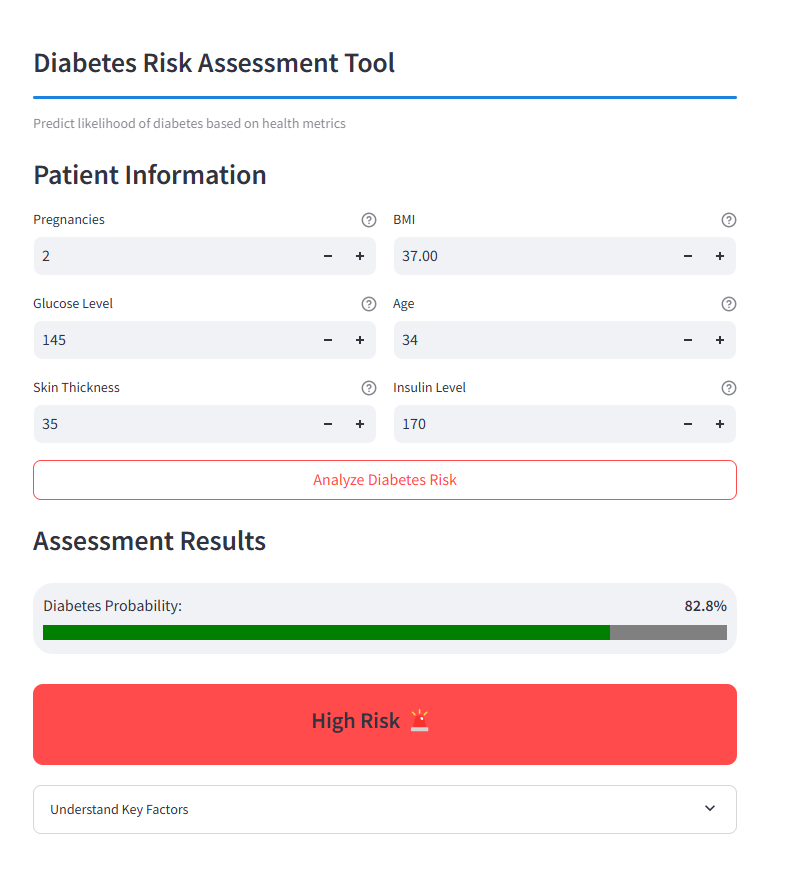 Diabetes Risk Assessment Tool
Predict likelihood of diabetes based on health metrics
Patient Information
Pregnancies
BMI
2
37.00
Glucose Level
Age
145
34
Skin Thickness
Insulin Level
35
170
Analyze Diabetes Risk
Assessment Results
Diabetes Probability: 82.8%
High Risk 🚨
Understand Key Factors